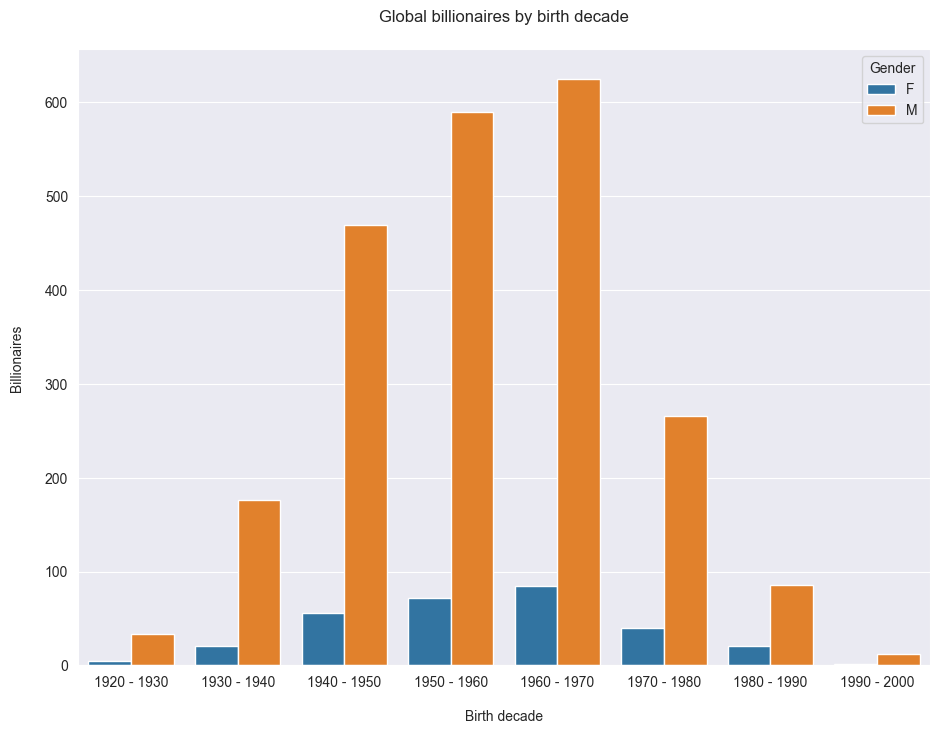 Global billionaires by birth decade
Gender
F
M
600
500
400
300
200
100
0
Billionaires
1920 - 1930 1930 - 1940 1940 - 1950 1950 - 1960 1960 - 1970 1970 - 1980 1980 - 1990 1990 - 2000
Birth decade